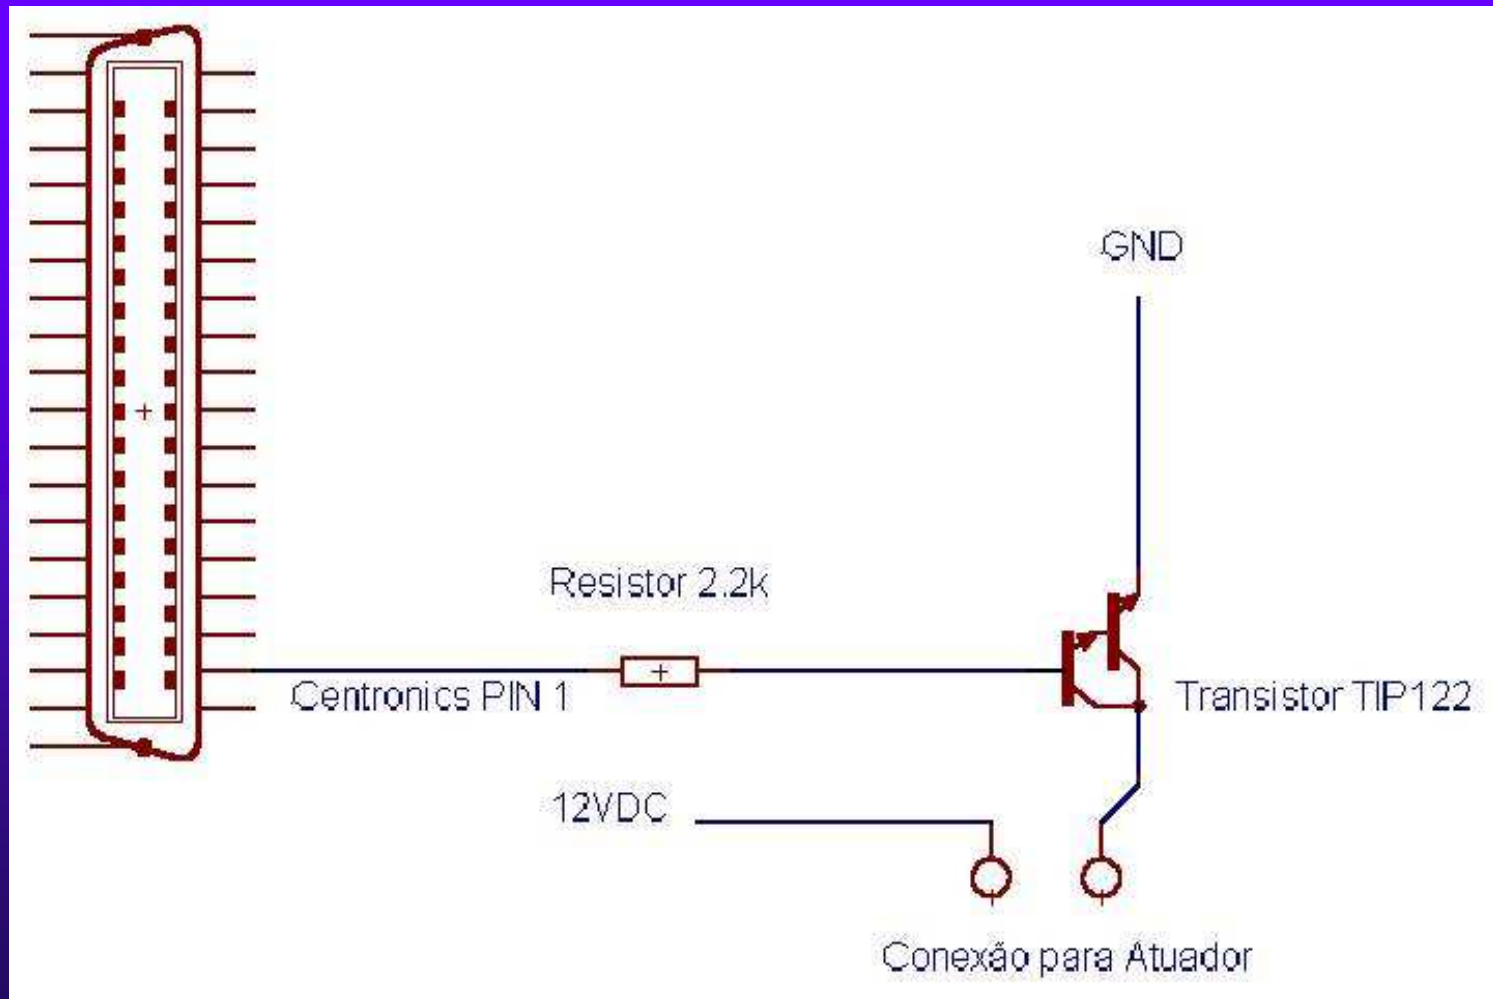 GND
Resistor 2.2k
Centronics PIN 1
Transistor TIP122
12VDC
Conexão para Atuador